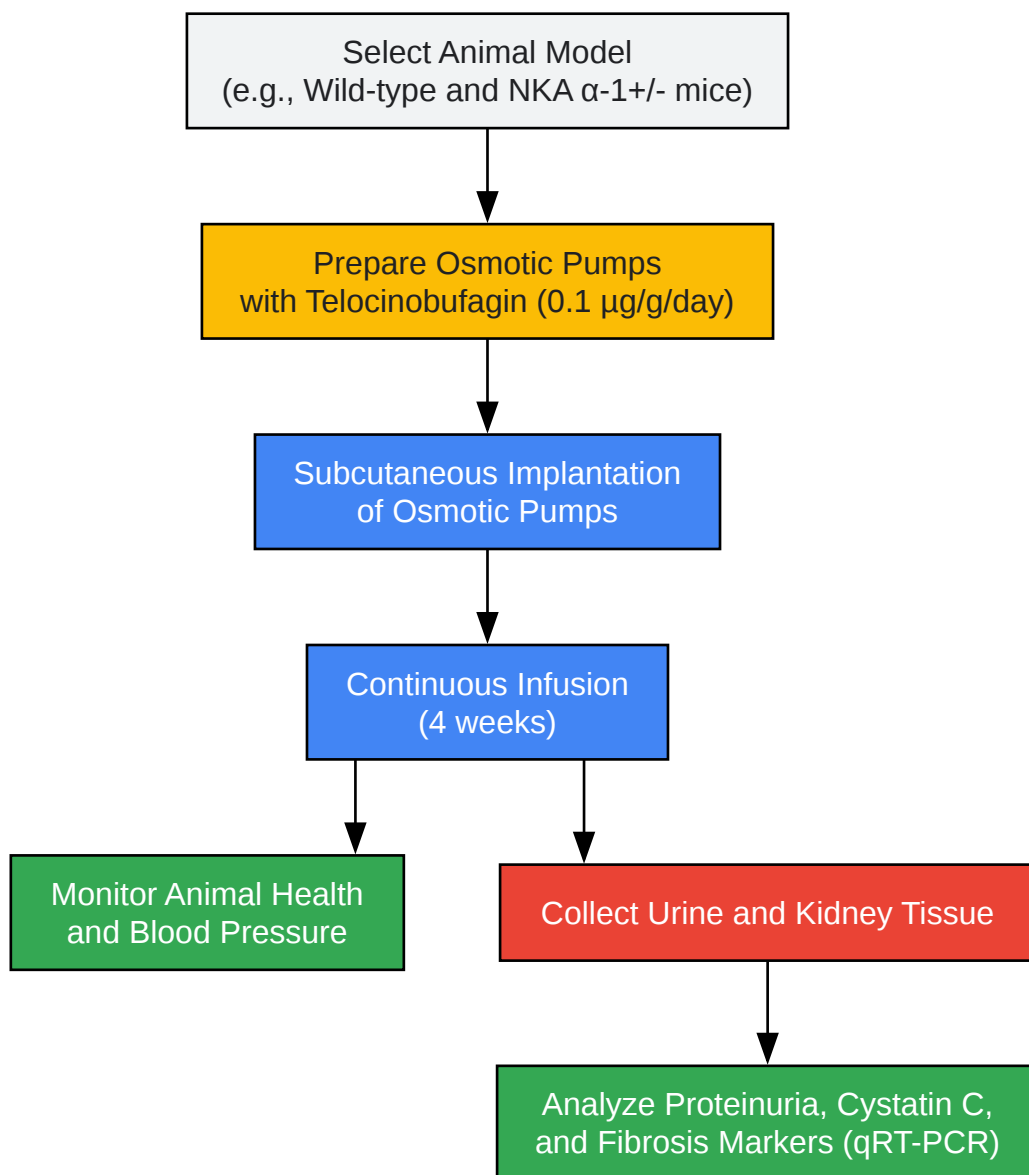 Select Animal Model
(e.g., Wild-type and NKA α-1+/- mice)
Prepare Osmotic Pumps
with Telocinobufagin (0.1 µg/g/day)
Subcutaneous Implantation
of Osmotic Pumps
Continuous Infusion
(4 weeks)
Monitor Animal Health
and Blood Pressure
Collect Urine and Kidney Tissue
Analyze Proteinuria, Cystatin C,
and Fibrosis Markers (qRT-PCR)